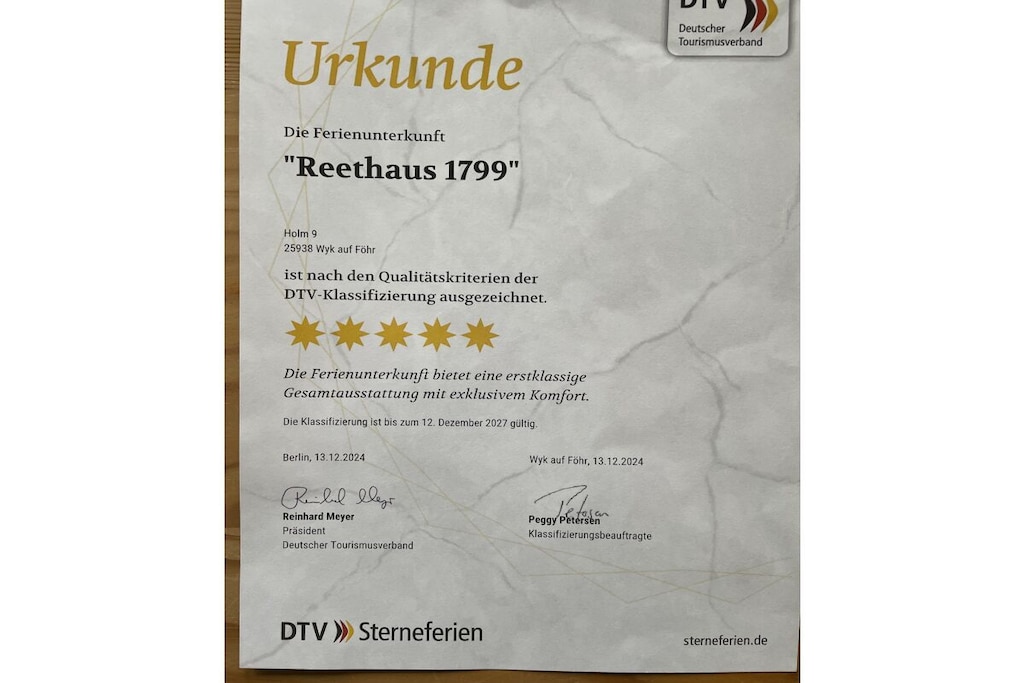 DTV
Deutscher
Tourismusverband
Urkunde
Die Ferienunterkunft
"Reethaus 1799"
Holm 9
25938 Wyk auf Föhr
ist nach den Qualitätskriterien der
DTV-Klassifizierung ausgezeichnet.
Die Ferienunterkunft bietet eine erstklassige
Gesamtausstattung mit exklusivem Komfort.
Die Klassifizierung ist bis zum 12. Dezember 2027 gültig.
Berlin, 13.12.2024
Wyk auf Föhr, 13.12.2024
Reinhard Meyer
Präsident
Deutscher Tourismusverband
Petersen
Peggy Petersen
Klassifizierungsbeauftragte
DTV Sterneferien
sterneferien.de